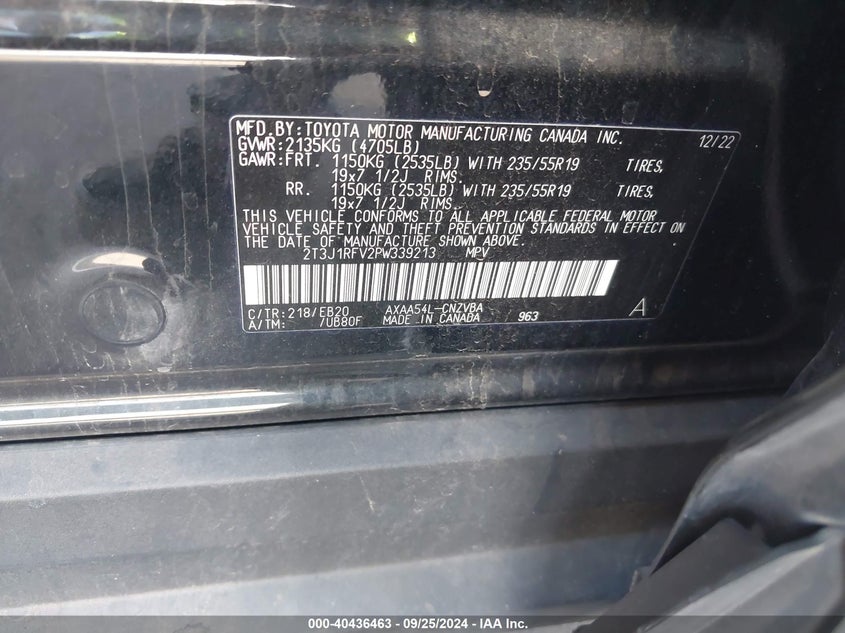 MFD.BY:TOYOTA MOTOR MANUFACTURING CANADA INC. 12/22
GVWR:2135KG (4705LB)
GAWR:FRT. 1150KG (2535LB) WITH 235/55R19 TIRES,
19x7 1/2J RIMS.
RR. 1150KG (2535LB) WITH 235/55R19 TIRES,
19x7 1/2J RIMS.
THIS VEHICLE CONFORMS TO ALL APPLICABLE FEDERAL MOTOR
VEHICLE SAFETY AND THEFT PREVENTION STANDARDS IN EFFECT ON
THE DATE OF MANUFACTURE SHOWN ABOVE.
2T3J1RFV2PW339213 MPV
C/TR:218/EB20 AXAA54L-CNZVBA
A/TM: /UB80F MADE IN CANADA 963 A
000-40436463 - 09/25/2024 - IAA Inc.